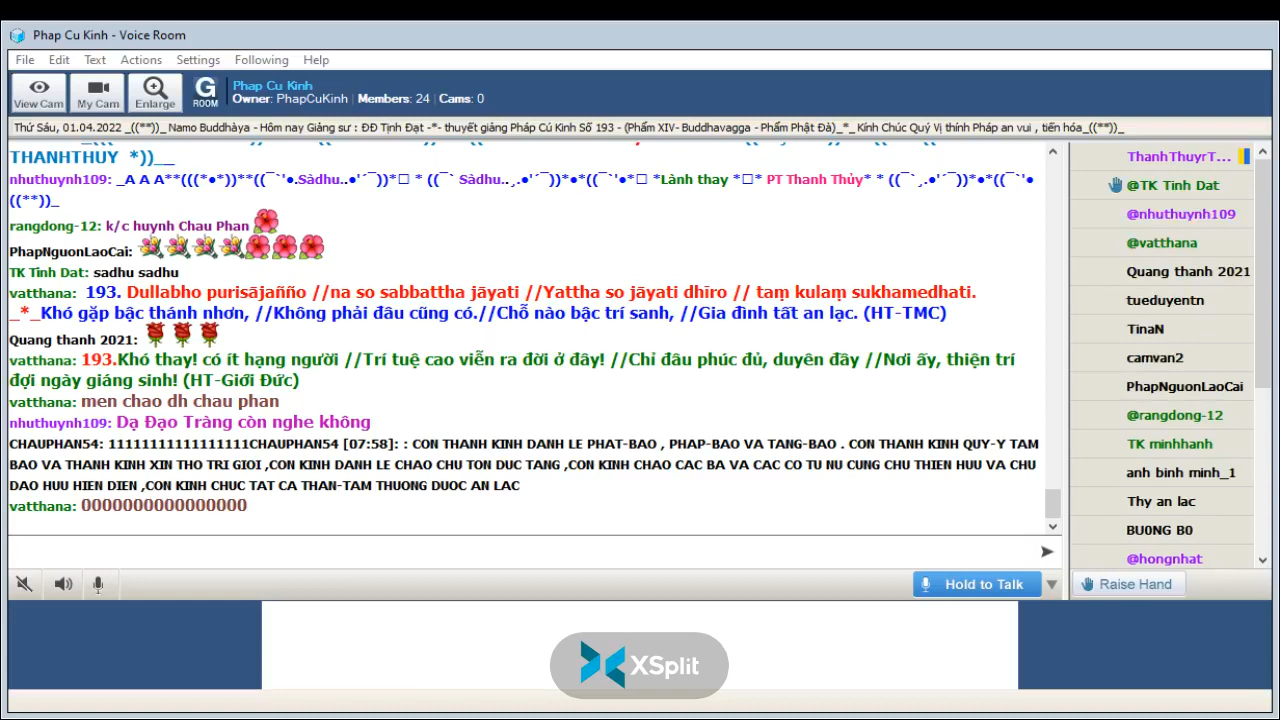 Phap Cu Kinh - Voice Room
File Edit Text Actions Settings Following Help
View Cam My Cam Enlarge G ROOM
Phap Cu Kinh
Owner: PhapCuKinh | Members: 24 | Cams: 0
Thứ Sáu, 01.04.2022 _((**))_ Namo Buddhàya - Hôm nay Giảng sư : ĐĐ Tịnh Đạt -*- thuyết giảng Pháp Cú Kinh Số 193 - (Phẩm XIV- Buddhavagga - Phẩm Phật Đà)_*_ Kính Chúc Quý Vị thính Pháp an vui , tiến hóa_((**))_
THANHTHUY *))__
nhuthuynh109: _A A A**(((*●*))**((¯`'●.Sàdhu..●'´¯))*□ * ((¯` Sàdhu..¸.●'´¯))*●*((¯`'●*□ *Lành thay *□* PT Thanh Thủy* * ((¯`¸.●'´¯))*●*((¯`'●
((**))_
rangdong-12: k/c huynh Chau Phan
PhapNguonLaoCai:
TK Tinh Dat: sadhu sadhu
vatthana: 193. Dullabho purisājañño //na so sabbattha jāyati //Yattha so jāyati dhīro // taṃ kulaṃ sukhamedhati.
_*_Khó gặp bậc thánh nhơn, //Không phải đâu cũng có.//Chỗ nào bậc trí sanh, //Gia đình tất an lạc. (HT-TMC)
Quang thanh 2021:
vatthana: 193.Khó thay! có ít hạng người //Trí tuệ cao viễn ra đời ở đây! //Chỉ đâu phúc đủ, duyên đầy //Nơi ấy, thiện trí
đợi ngày giáng sinh! (HT-Giới Đức)
vatthana: men chao dh chau phan
nhuthuynh109: Dạ Đạo Tràng còn nghe không
CHAUPHAN54: 11111111111111111CHAUPHAN54 [07:58]: : CON THANH KINH DANH LE PHAT-BAO , PHAP-BAO VA TANG-BAO . CON THANH KINH QUY-Y TAM
BAO VA THANH KINH XIN THO TRI GIOI ,CON KINH DANH LE CHAO CHU TON DUC TANG ,CON KINH CHAO CAC BA VA CAC CO TU NU CUNG CHU THIEN HUU VA CHU
DAO HUU HIEN DIEN ,CON KINH CHUC TAT CA THAN-TAM THUONG DUOC AN LAC
vatthana: 0000000000000000
ThanhThuyrT...
@TK Tinh Dat
@nhuthuynh109
@vatthana
Quang thanh 2021
tueduyentn
TinaN
camvan2
PhapNguonLaoCai
@rangdong-12
TK minhhanh
anh binh minh_1
Thy an lac
BU0NG B0
@hongnhat
Hold to Talk
Raise Hand
XSplit